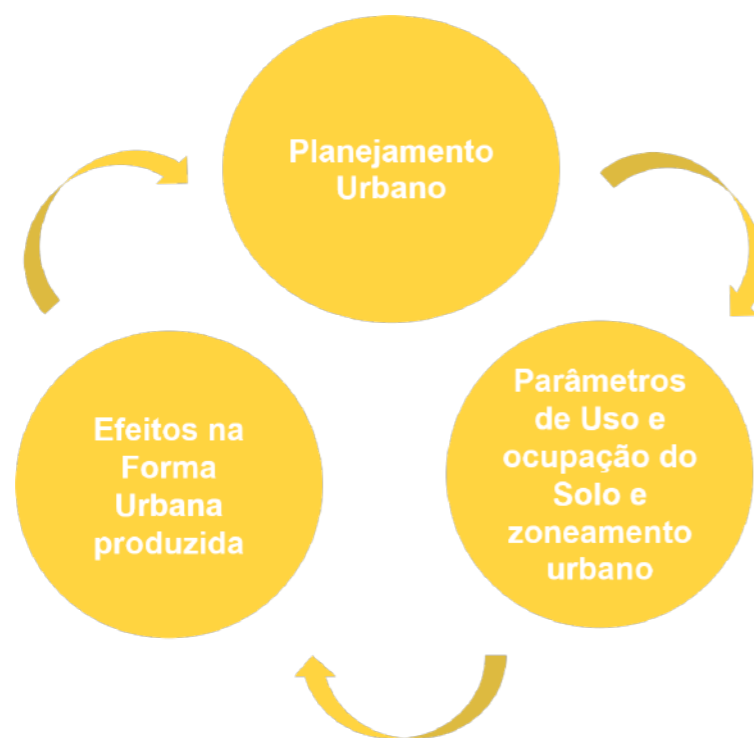 Planejamento
Urbano
Parâmetros
de Uso e
ocupação do
Solo e
zoneamento
urbano
Efeitos na
Forma
Urbana
produzida